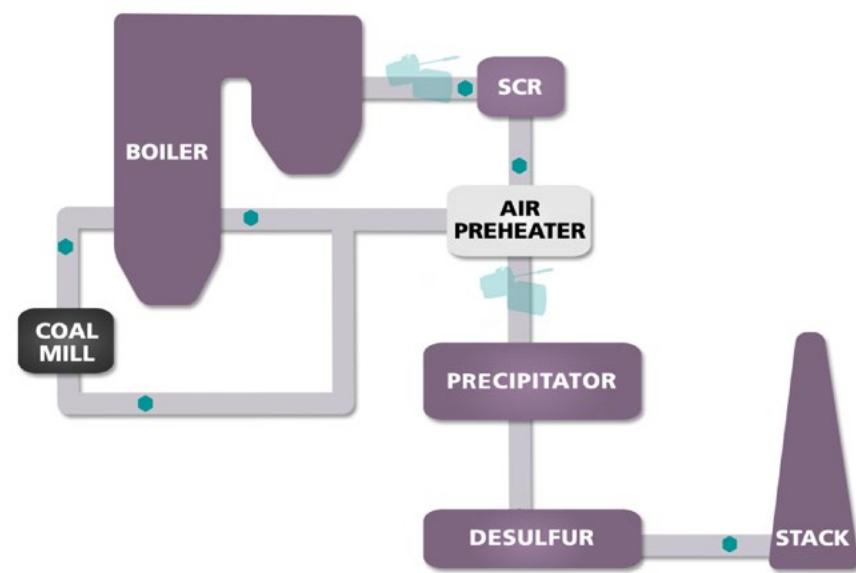 SCR
BOILER
AIR
PREHEATER
COAL
MILL
PRECIPITATOR
DESULFUR
STACK